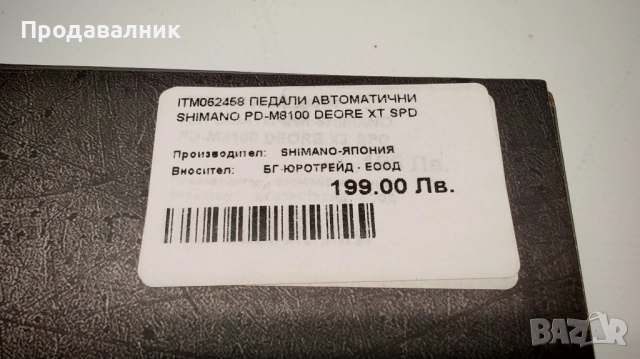 Продавалник
ITM062458 ПЕДАЛИ АВТОМАТИЧНИ
SHIMANO PD-M8100 DEORE XT SPD
Производител: SHIMANO-ЯПОНИЯ
Вносител: БГ-ЮРОТРЕЙД - ЕООД
199.00 Лв.
BAZAR